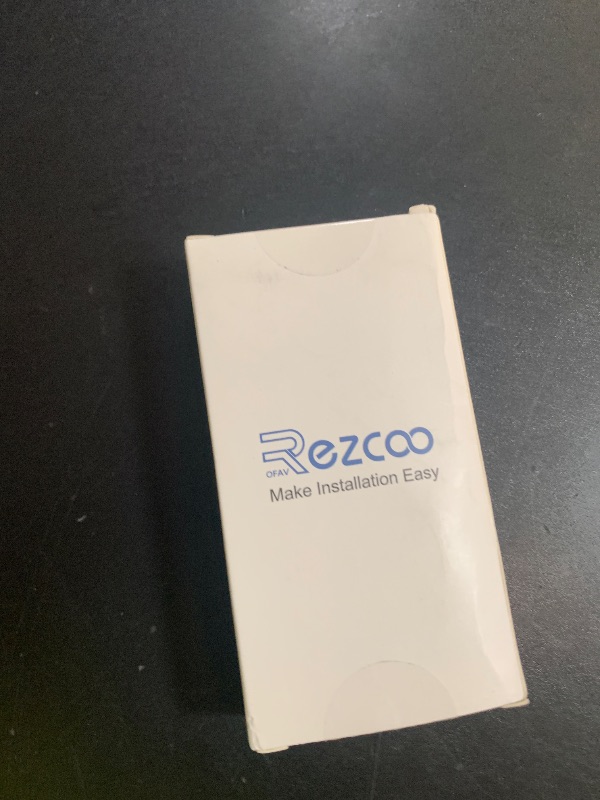 Rezcoo
OFAV
Make Installation Easy